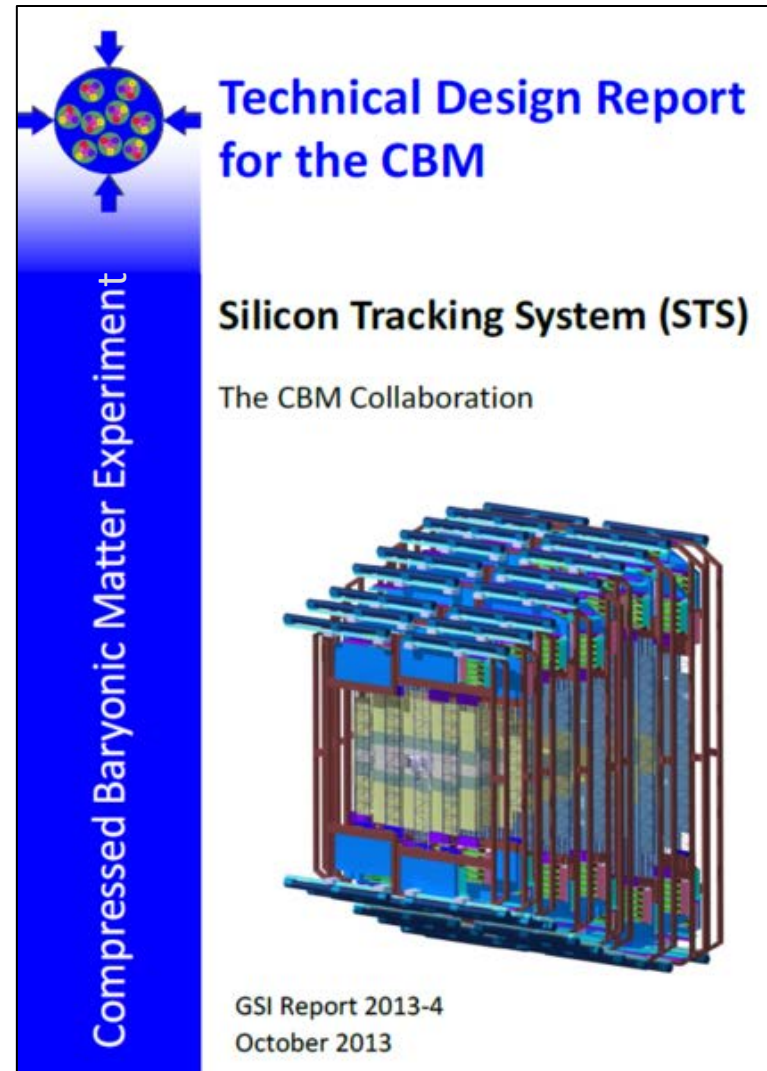 Technical Design Report
for the CBM
Silicon Tracking System (STS)
The CBM Collaboration
Compressed Baryonic Matter Experiment
GSI Report 2013-4
October 2013